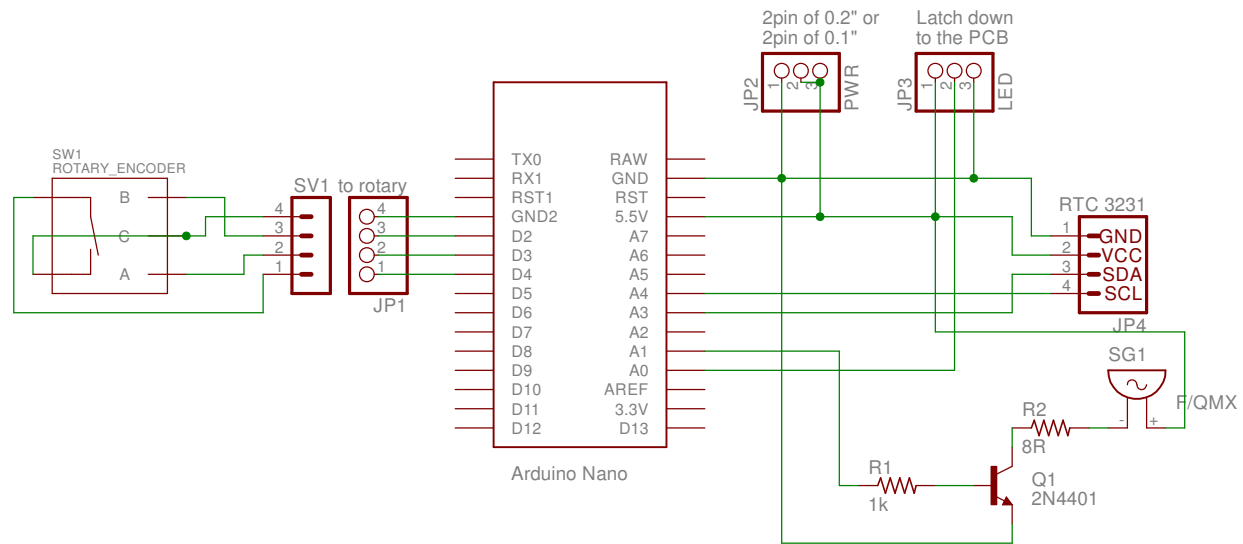 2pin of 0.2" or
2pin of 0.1"
Latch down
to the PCB
JP2
1
2
3
PWR
JP3
1
2
3
LED
SW1
ROTARY_ENCODER
B
C
A
SV1
to rotary
4
3
2
1
4
3
2
1
JP1
TX0
RX1
RST1
GND2
D2
D3
D4
D5
D6
D7
D8
D9
D10
D11
D12
RAW
GND
RST
5.5V
A7
A6
A5
A4
A3
A2
A1
A0
AREF
3.3V
D13
Arduino Nano
RTC 3231
1 GND
2 VCC
3 SDA
4 SCL
JP4
SG1
F/QMX
- +
R2
8R
R1
1k
Q1
2N4401